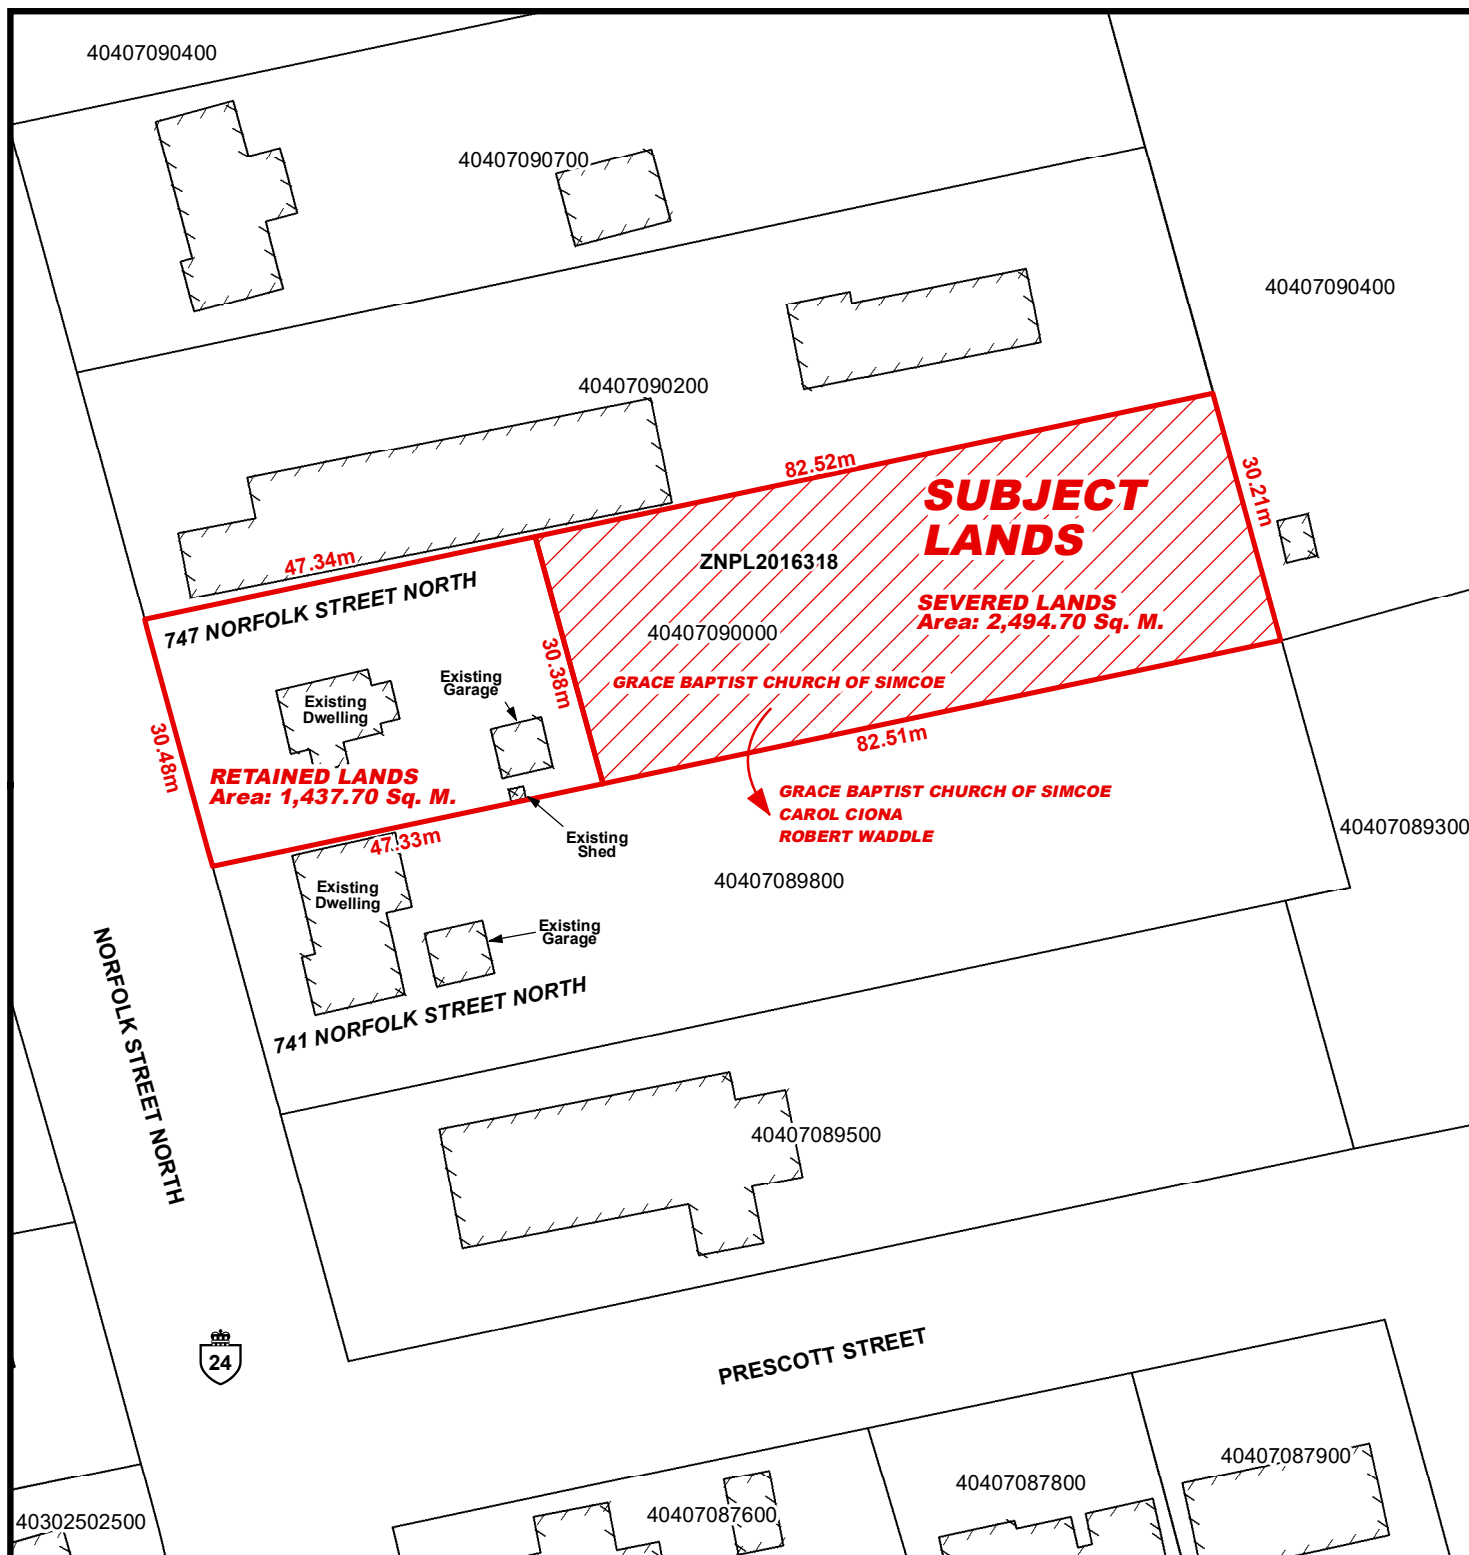 40407090400
40407090700
40407090400
40407090200
82.52m
30.21m
SUBJECT
LANDS
47.34m
ZNPL2016318
747 NORFOLK STREET NORTH
SEVERED LANDS
Area: 2,494.70 Sq. M.
40407090000
30.38m
GRACE BAPTIST CHURCH OF SIMCOE
Existing
Garage
Existing
Dwelling
30.48m
82.51m
RETAINED LANDS
Area: 1,437.70 Sq. M.
GRACE BAPTIST CHURCH OF SIMCOE
CAROL CIONA
ROBERT WADDLE
47.33m
Existing
Shed
40407089300
40407089800
Existing
Dwelling
Existing
Garage
741 NORFOLK STREET NORTH
NORFOLK STREET NORTH
40407089500
24
PRESCOTT STREET
40407087900
40407087800
40407087600
40302502500